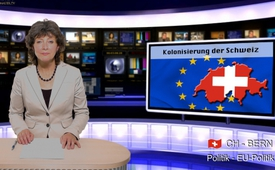 Kolonisierung der Schweiz
CH - BERN
Politik - EU-Politik